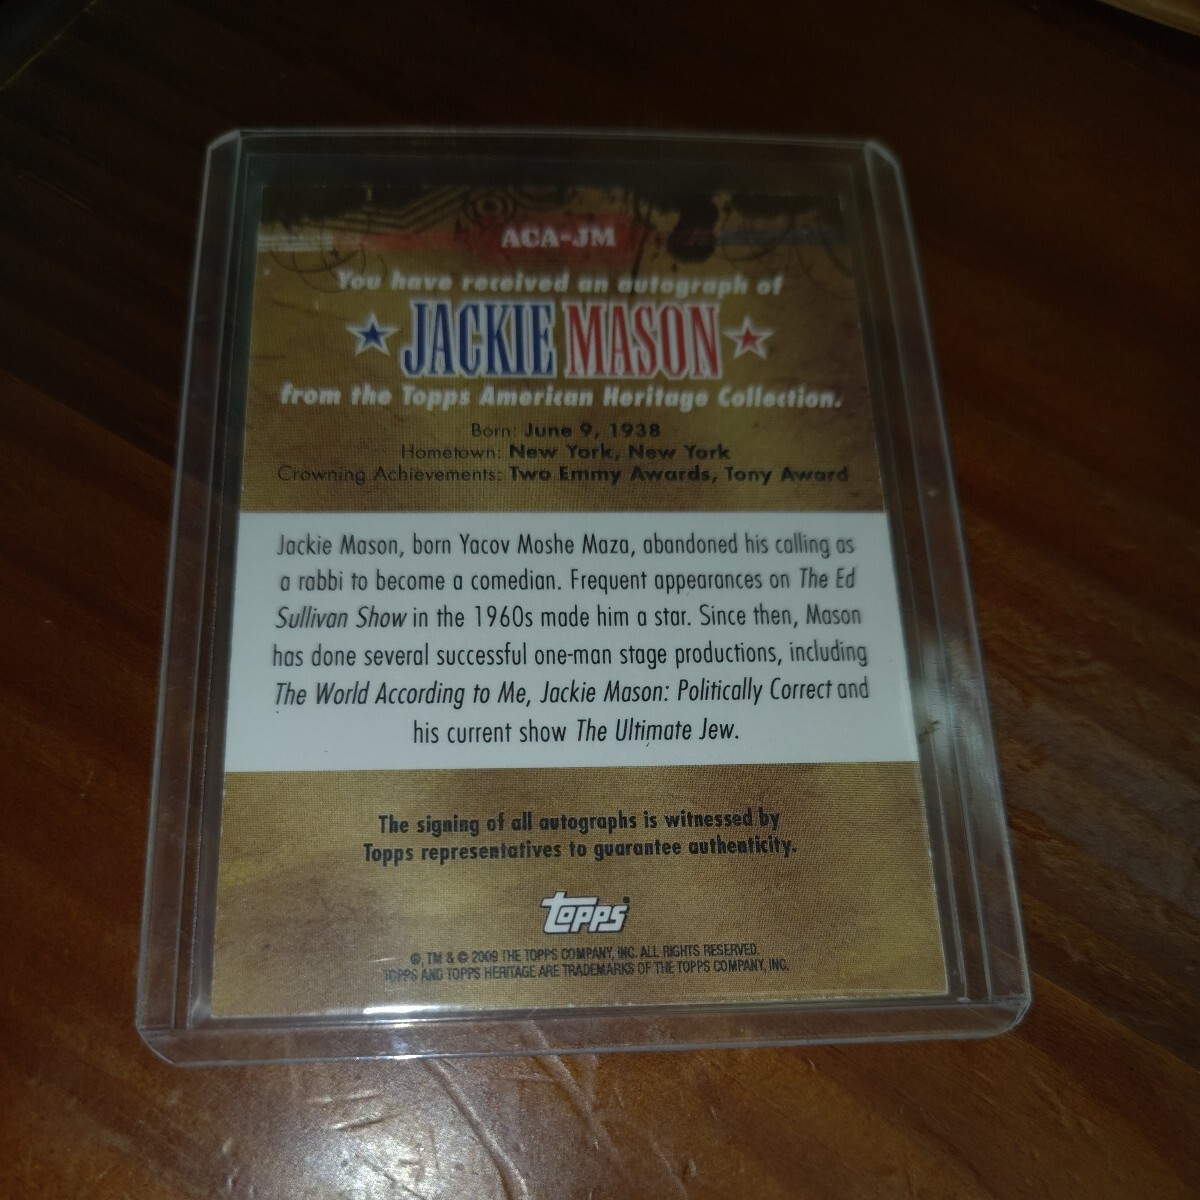 ACA-JM
You have received an autograph of
JACKIE MASON
from the Topps American Heritage Collection.
Born: June 9, 1938
Hometown: New York, New York
Crowning Achievements: Two Emmy Awards, Tony Award
Jackie Mason, born Yacov Moshe Maza, abandoned his calling as
a rabbi to become a comedian. Frequent appearances on The Ed
Sullivan Show in the 1960s made him a star. Since then, Mason
has done several successful one-man stage productions, including
The World According to Me, Jackie Mason: Politically Correct and
his current show The Ultimate Jew.
The signing of all autographs is witnessed by
Topps representatives to guarantee authenticity.
topps
®, TM & © 2009 THE TOPPS COMPANY, INC. ALL RIGHTS RESERVED.
TOPPS AND TOPPS HERITAGE ARE TRADEMARKS OF THE TOPPS COMPANY, INC.